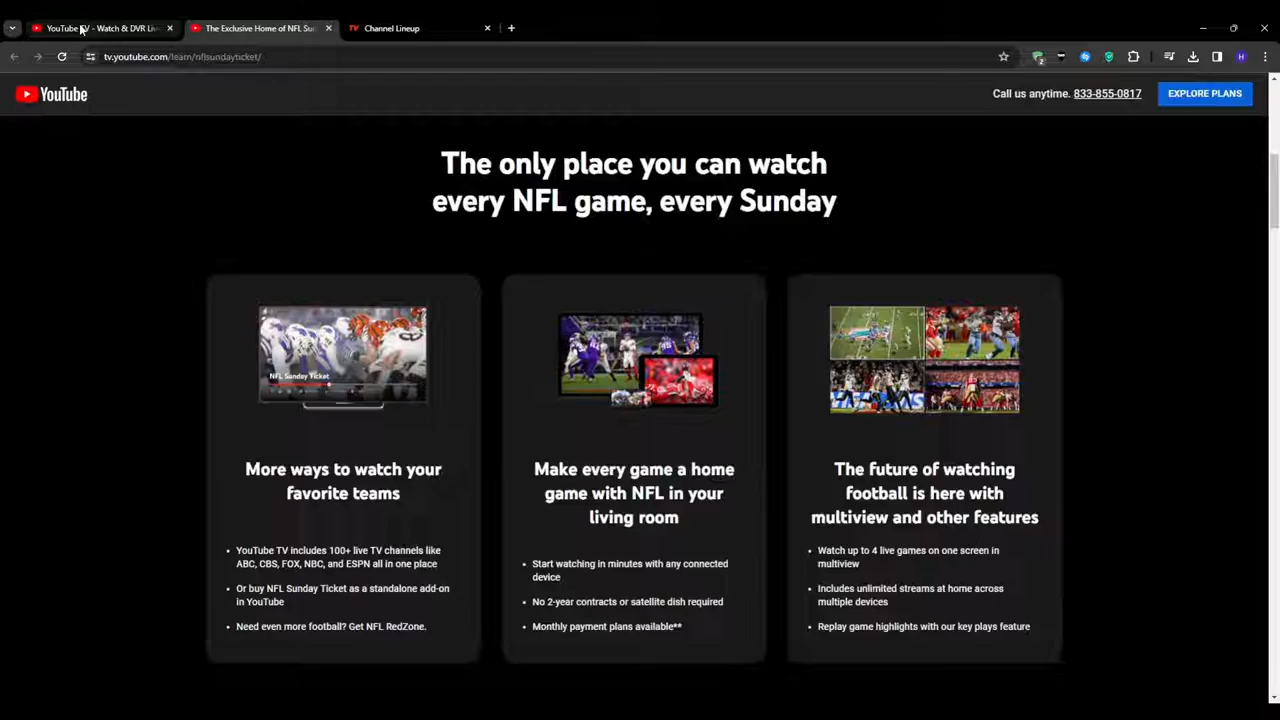 YouTube TV - Watch & DVR Liv
The Exclusive Home of NFL Sun
TV Channel Lineup
tv.youtube.com/learn/nflsundayticket/
2
H
YouTube
Call us anytime. 833-855-0817
EXPLORE PLANS
The only place you can watch
every NFL game, every Sunday
NFL Sunday Ticket
More ways to watch your
favorite teams
• YouTube TV includes 100+ live TV channels like
ABC, CBS, FOX, NBC, and ESPN all in one place
• Or buy NFL Sunday Ticket as a standalone add-on
in YouTube
• Need even more football? Get NFL RedZone.
Make every game a home
game with NFL in your
living room
• Start watching in minutes with any connected
device
• No 2-year contracts or satellite dish required
• Monthly payment plans available**
The future of watching
football is here with
multiview and other features
• Watch up to 4 live games on one screen in
multiview
• Includes unlimited streams at home across
multiple devices
• Replay game highlights with our key plays feature